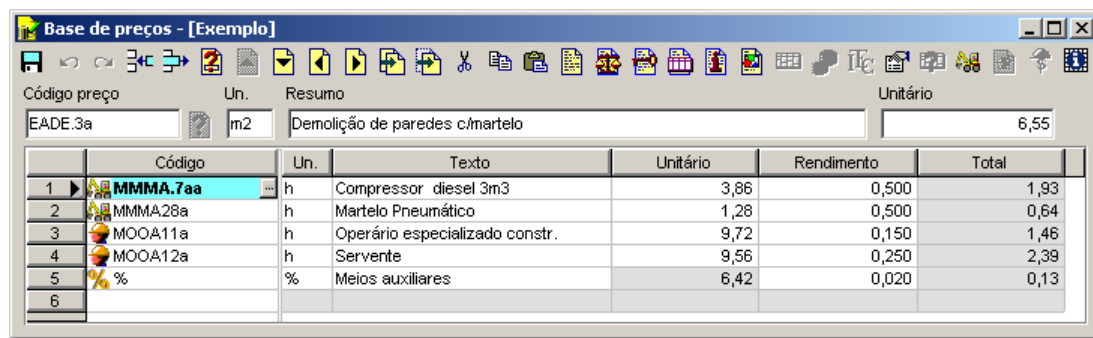 Base de preços - [Exemplo]
Código preço Un. Resumo Unitário
EADE.3a m2 Demolição de paredes c/martelo 6,55
Código Un. Texto Unitário Rendimento Total
1 MMMA.7aa ... h Compressor diesel 3m3 3,86 0,500 1,93
2 MMMA28a h Martelo Pneumático 1,28 0,500 0,64
3 MOOA11a h Operário especializado constr. 9,72 0,150 1,46
4 MOOA12a h Servente 9,56 0,250 2,39
5 % % Meios auxiliares 6,42 0,020 0,13
6